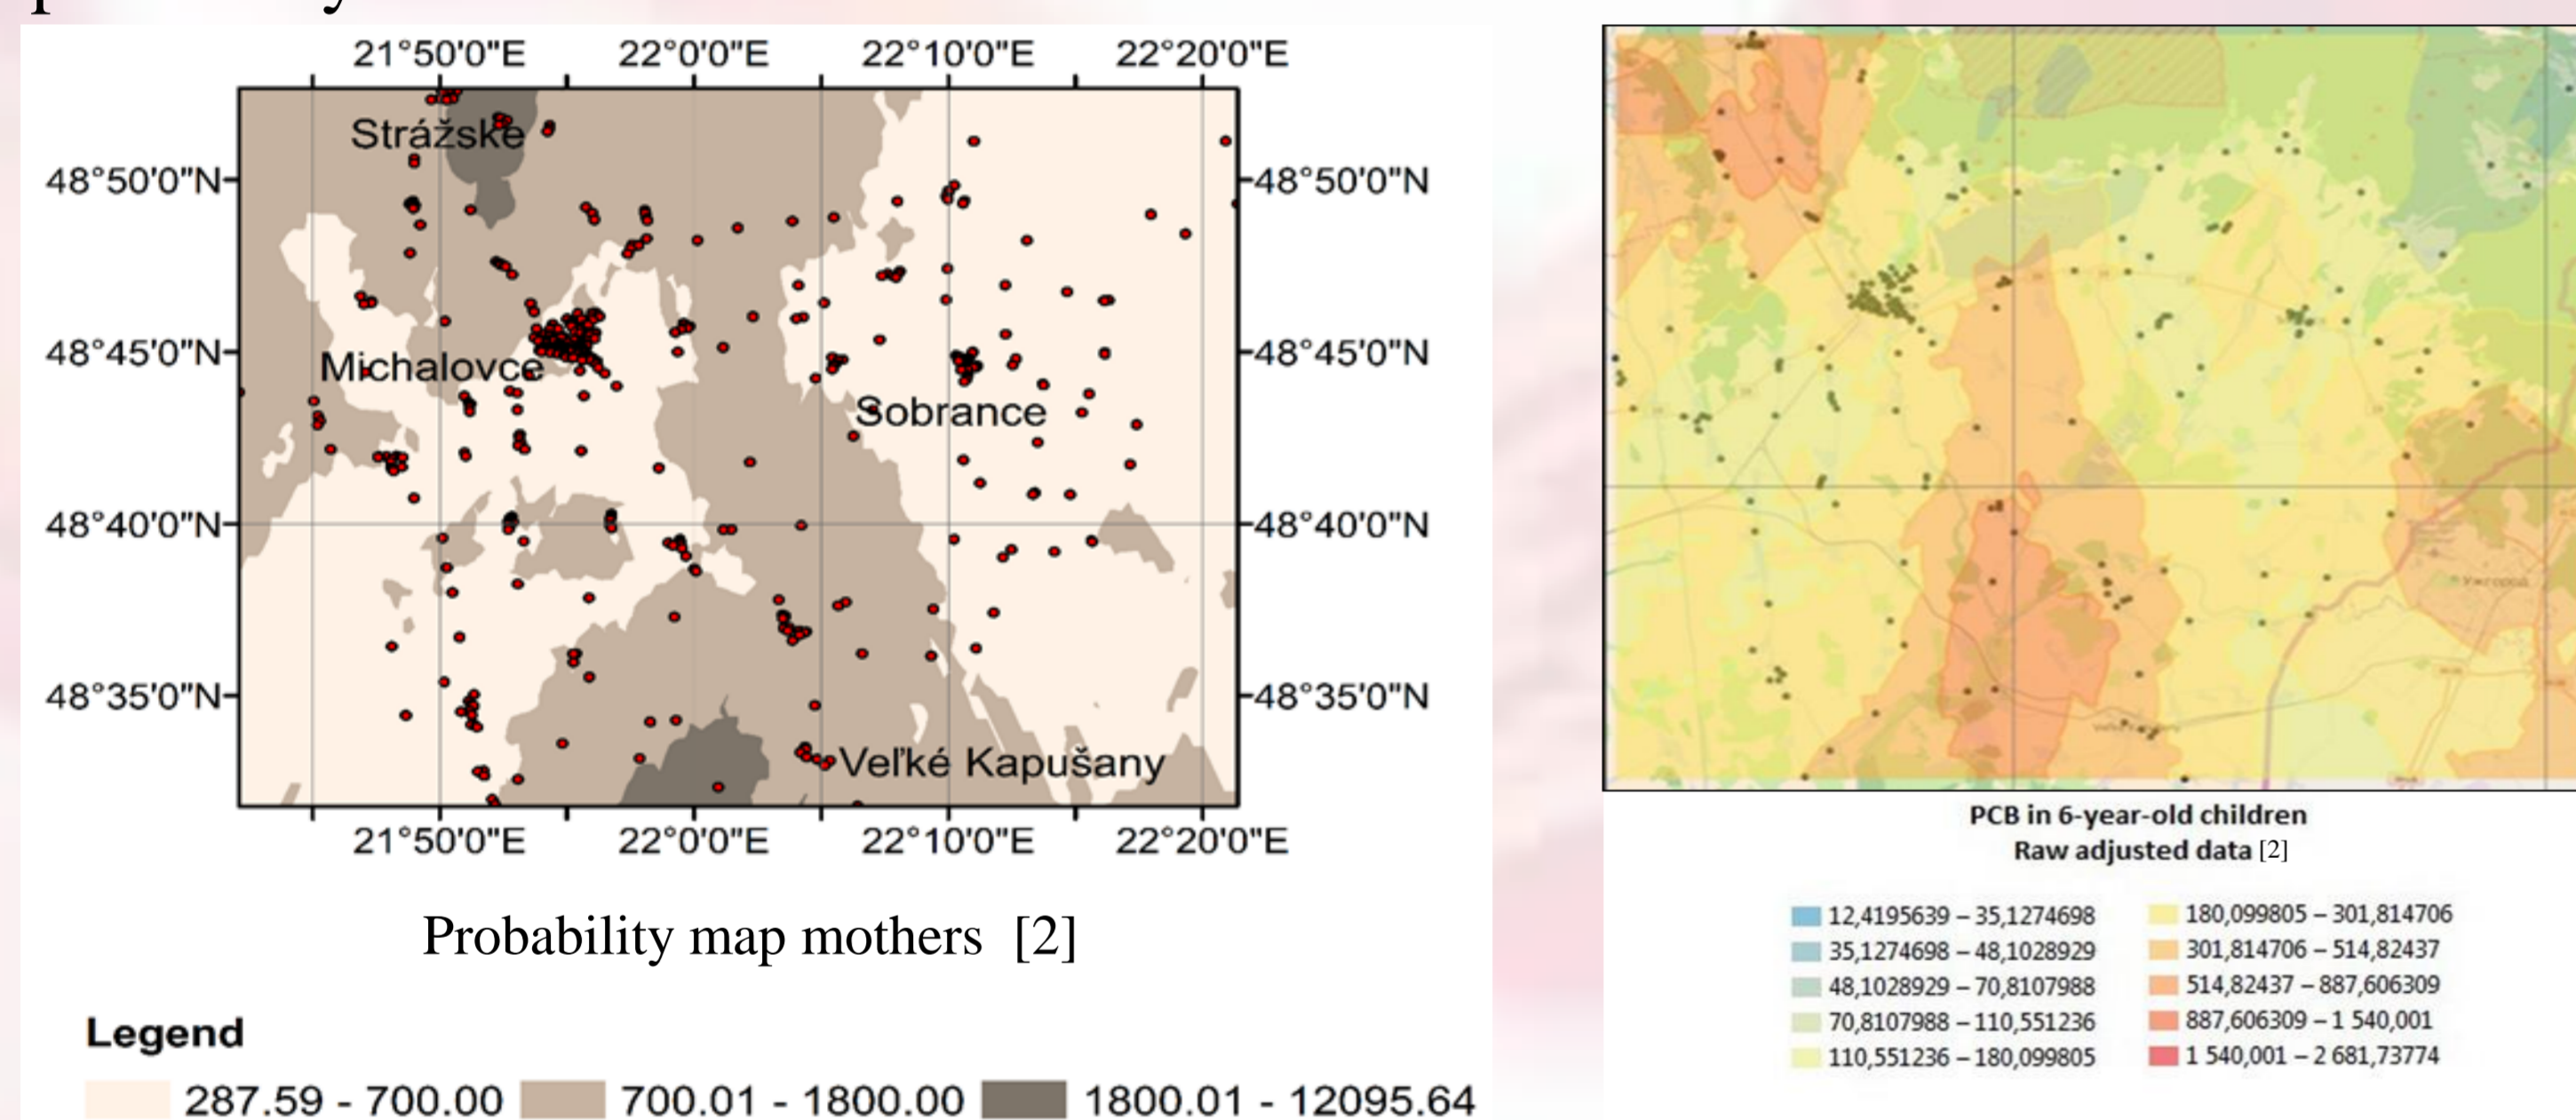 21°50'0"E 22°0'0"E 22°10'0"E 22°20'0"E
Strážske
48°50'0"N 48°50'0"N
48°45'0"N 48°45'0"N
Michalovce
Sobrance
48°40'0"N 48°40'0"N
48°35'0"N 48°35'0"N
Veľké Kapušany
21°50'0"E 22°0'0"E 22°10'0"E 22°20'0"E
Probability map mothers [2]
Legend
287.59 - 700.00 700.01 - 1800.00 1800.01 - 12095.64
PCB in 6-year-old children
Raw adjusted data [2]
12,4195639 – 35,1274698
35,1274698 – 48,1028929
48,1028929 – 70,8107988
70,8107988 – 110,551236
110,551236 – 180,099805
180,099805 – 301,814706
301,814706 – 514,82437
514,82437 – 887,606309
887,606309 – 1 540,001
1 540,001 – 2 681,73774